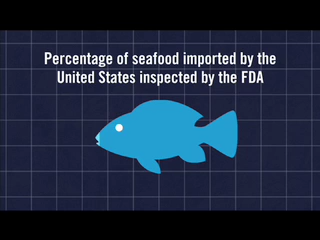 Percentage of seafood imported by the
United States inspected by the FDA